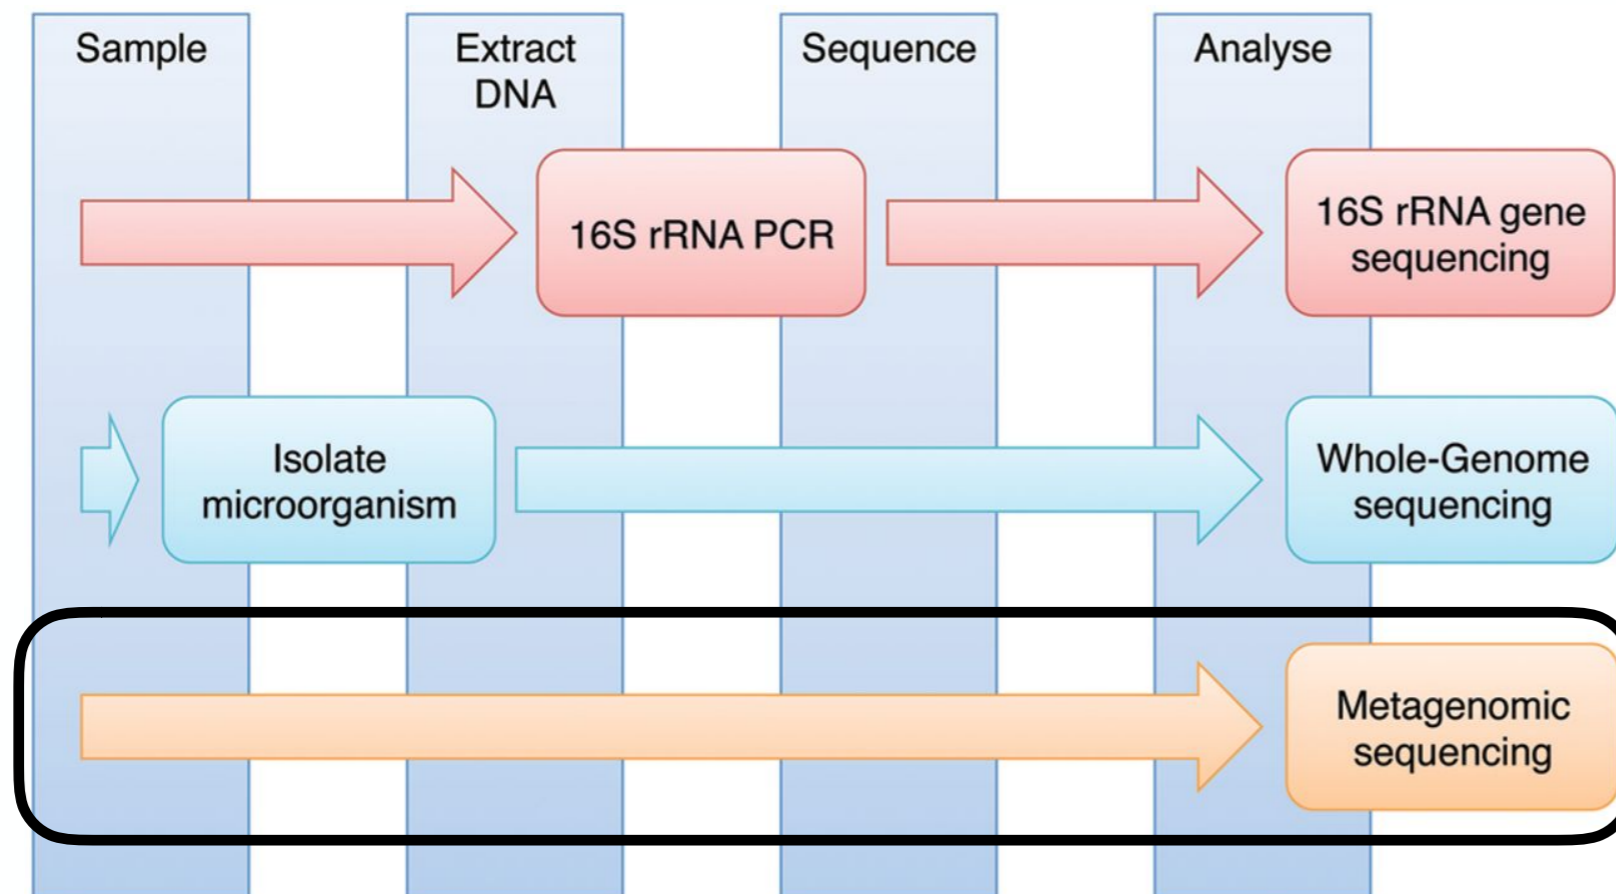 Sample
Extract
DNA
Sequence
Analyse
16S rRNA PCR
16S rRNA gene
sequencing
Isolate
microorganism
Whole-Genome
sequencing
Metagenomic
sequencing